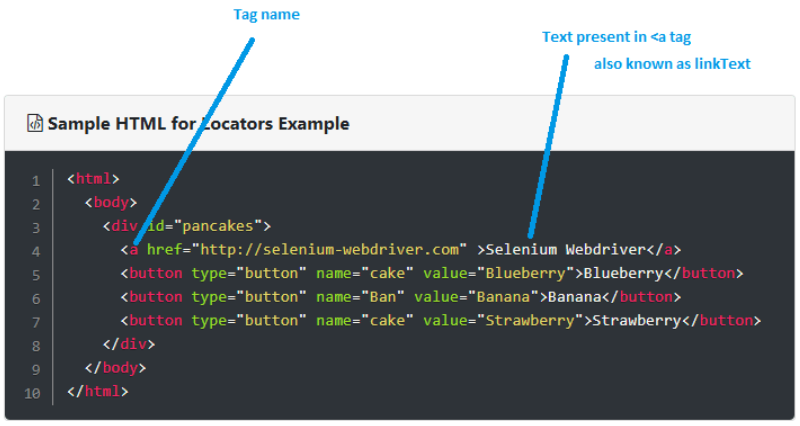 Tag name
Text present in <a tag
also known as linkText
Sample HTML for Locators Example
1 <html>
2 <body>
3 <div id="pancakes">
4 <a href="http://selenium-webdriver.com" >Selenium Webdriver</a>
5 <button type="button" name="cake" value="Blueberry">Blueberry</button>
6 <button type="button" name="Ban" value="Banana">Banana</button>
7 <button type="button" name="cake" value="Strawberry">Strawberry</button>
8 </div>
9 </body>
10 </html>